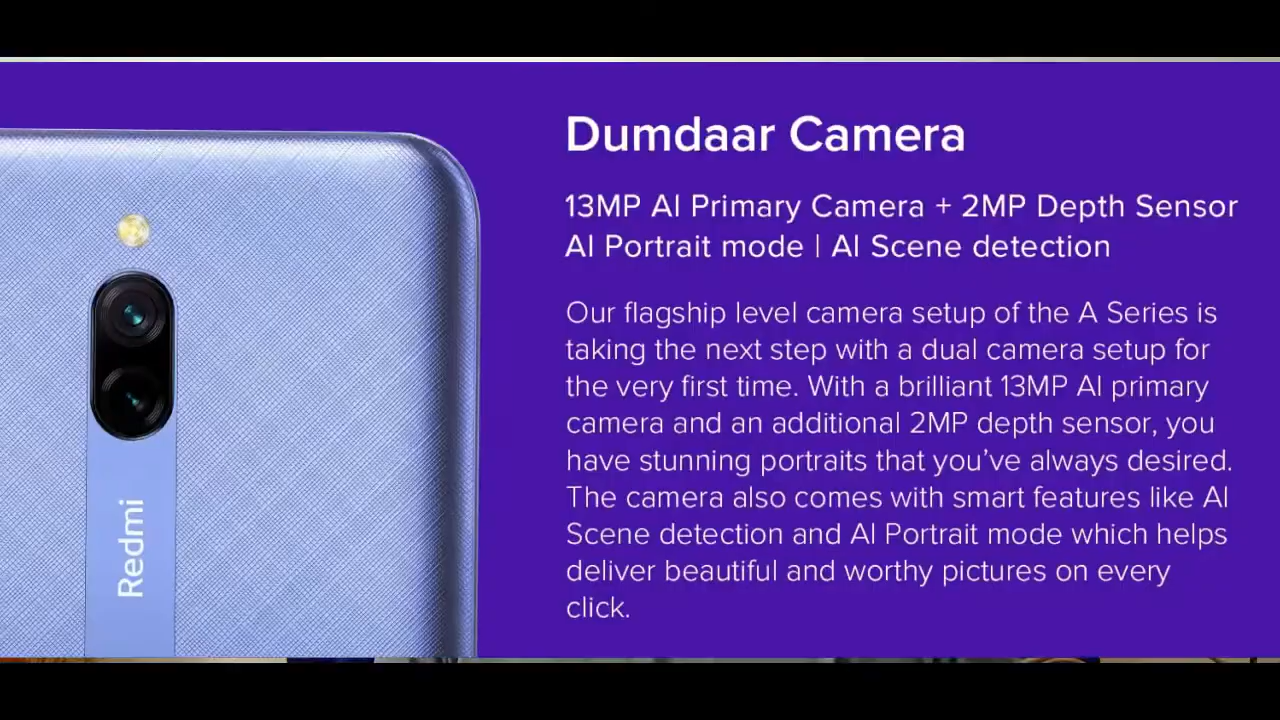 Dumdaar Camera
13MP AI Primary Camera + 2MP Depth Sensor
AI Portrait mode | AI Scene detection
Our flagship level camera setup of the A Series is
taking the next step with a dual camera setup for
the very first time. With a brilliant 13MP AI primary
camera and an additional 2MP depth sensor, you
have stunning portraits that you’ve always desired.
The camera also comes with smart features like AI
Scene detection and AI Portrait mode which helps
deliver beautiful and worthy pictures on every
click.
Redmi